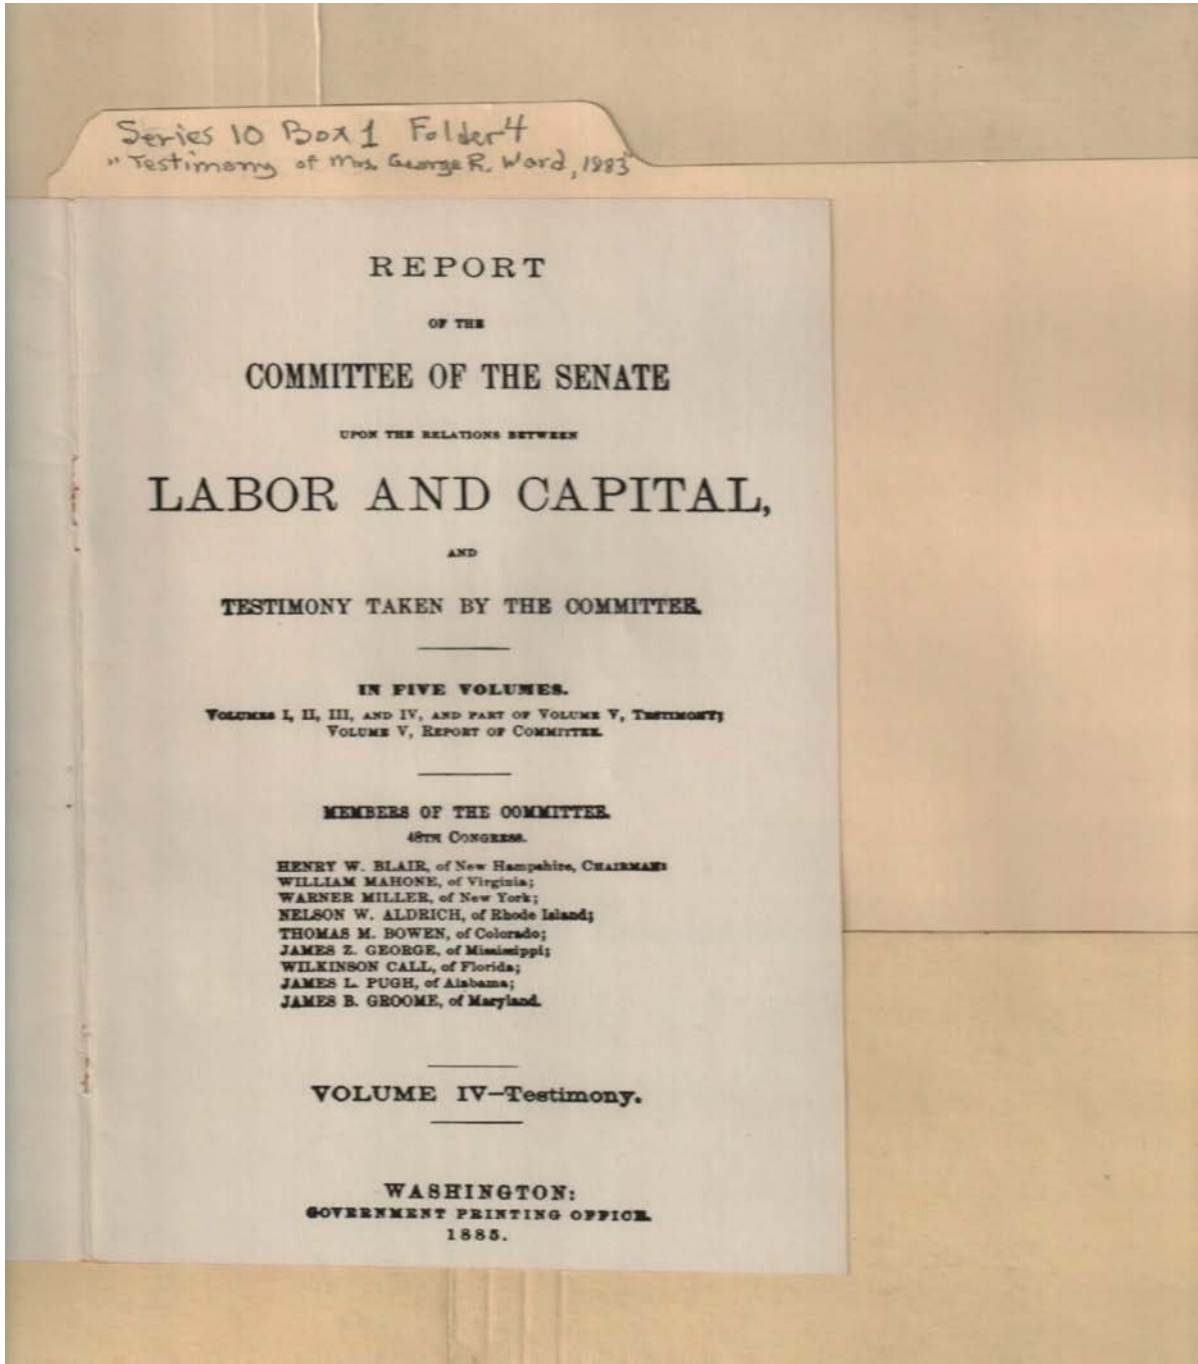 Series 10 Box 1 Folder 4
"Testimony of Mrs. George R. Ward, 1883"
REPORT
OF THE
COMMITTEE OF THE SENATE
UPON THE RELATIONS BETWEEN
LABOR AND CAPITAL,
AND
TESTIMONY TAKEN BY THE COMMITTEE.
IN FIVE VOLUMES.
VOLUMES I, II, III, AND IV, AND PART OF VOLUME V, TESTIMONY;
VOLUME V, REPORT OF COMMITTEE.
MEMBERS OF THE COMMITTEE.
48TH CONGRESS.
HENRY W. BLAIR, of New Hampshire, CHAIRMAN;
WILLIAM MAHONE, of Virginia;
WARNER MILLER, of New York;
NELSON W. ALDRICH, of Rhode Island;
THOMAS M. BOWEN, of Colorado;
JAMES Z. GEORGE, of Mississippi;
WILKINSON CALL, of Florida;
JAMES L. PUGH, of Alabama;
JAMES B. GROOME, of Maryland.
VOLUME IV—Testimony.
WASHINGTON:
GOVERNMENT PRINTING OFFICE.
1885.